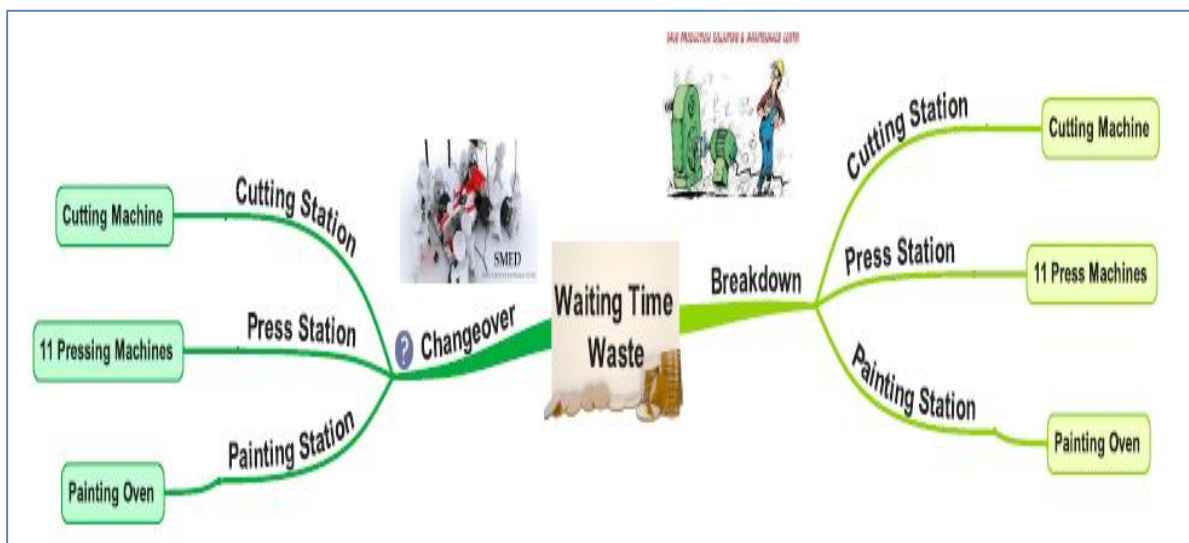 Waiting Time
Waste
Changeover
Cutting Station
Cutting Machine
Press Station
11 Pressing Machines
Painting Station
Painting Oven
SMED
Breakdown
Cutting Station
Cutting Machine
Press Station
11 Press Machines
Painting Station
Painting Oven